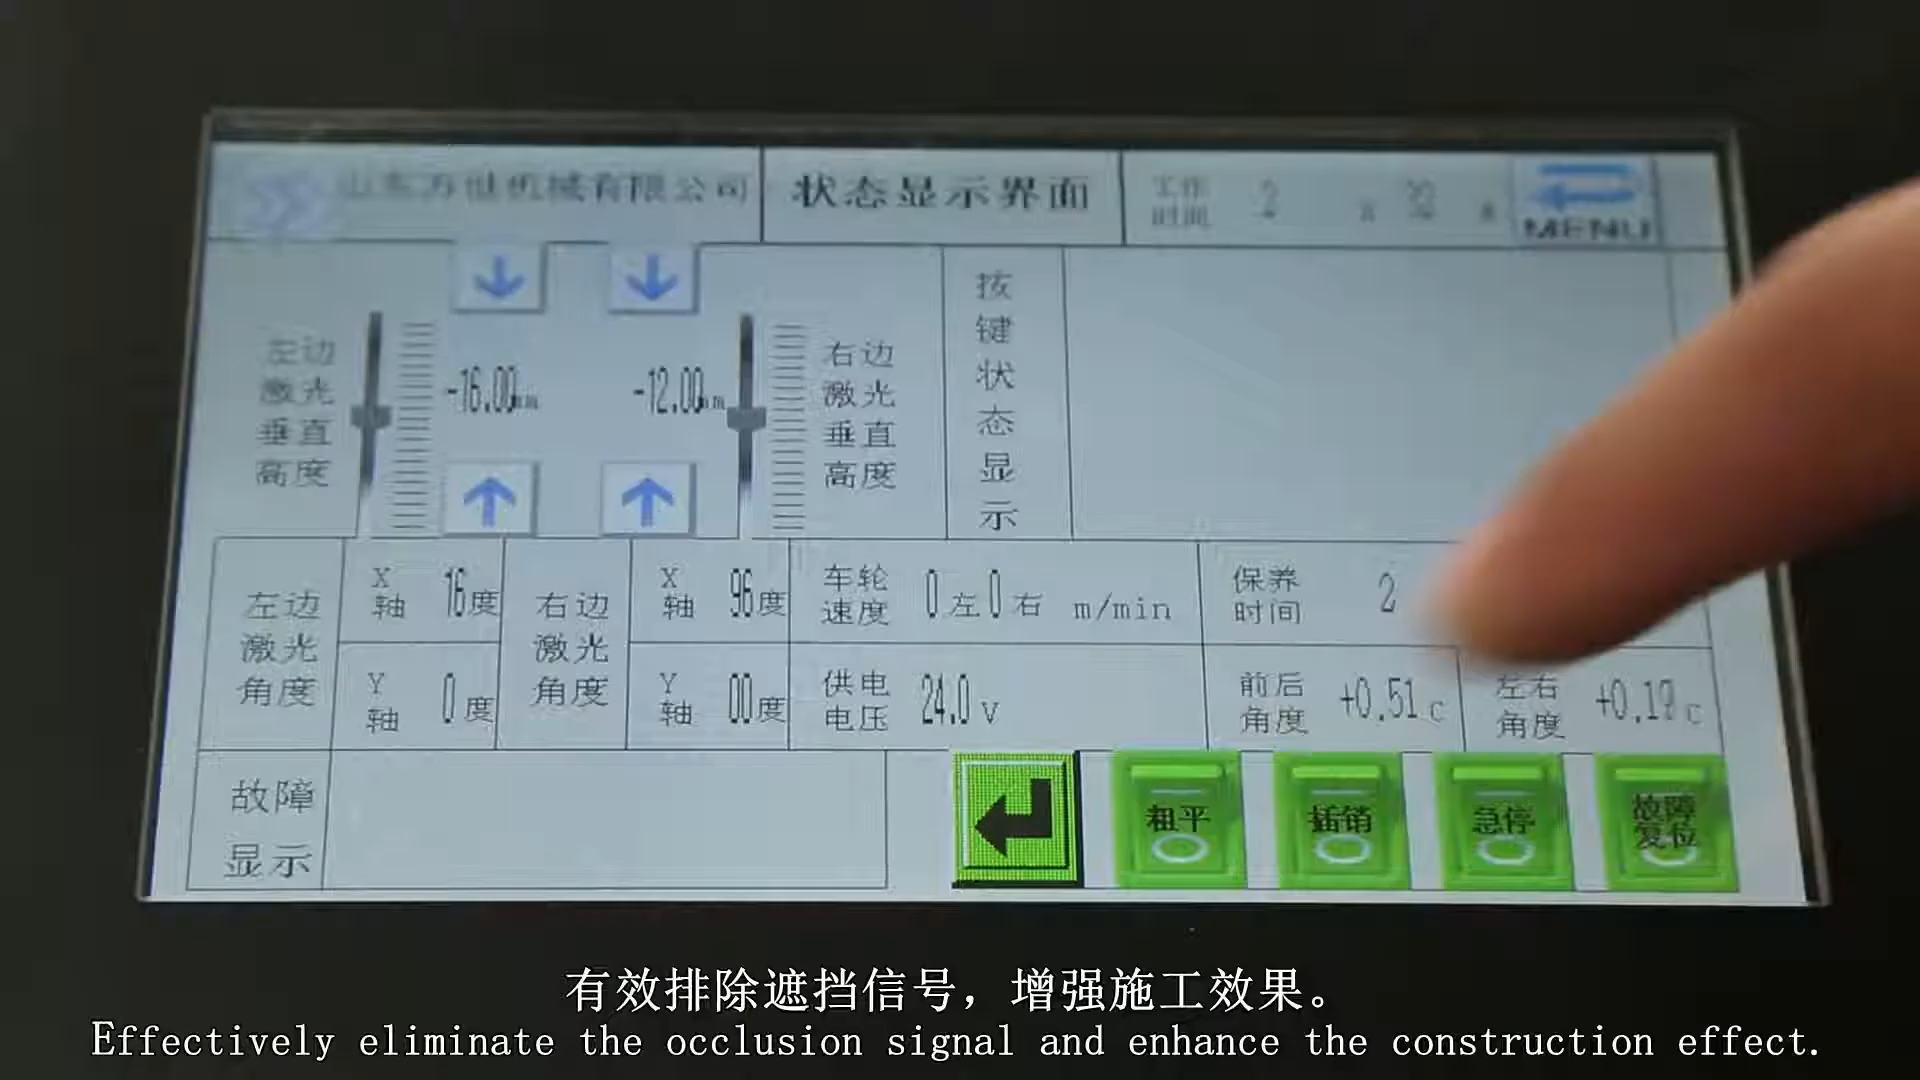 山东万世机械有限公司
状态显示界面
工作
时间
MENU
左边
激光
垂直
高度
-16.00mm
-12.00mm
右边
激光
垂直
高度
按
键
状
态
显
示
左边
激光
角度
X
轴
16度
Y
轴
0度
右边
激光
角度
X
轴
96度
Y
轴
00度
车轮
速度
0左0右 m/min
供电
电压
24.0 V
保养
时间
2
前后
角度
+0.51 C
左右
角度
+0.19 C
故障
显示
粗平
插销
急停
故障
复位
有效排除遮挡信号，增强施工效果。
Effectively eliminate the occlusion signal and enhance the construction effect.